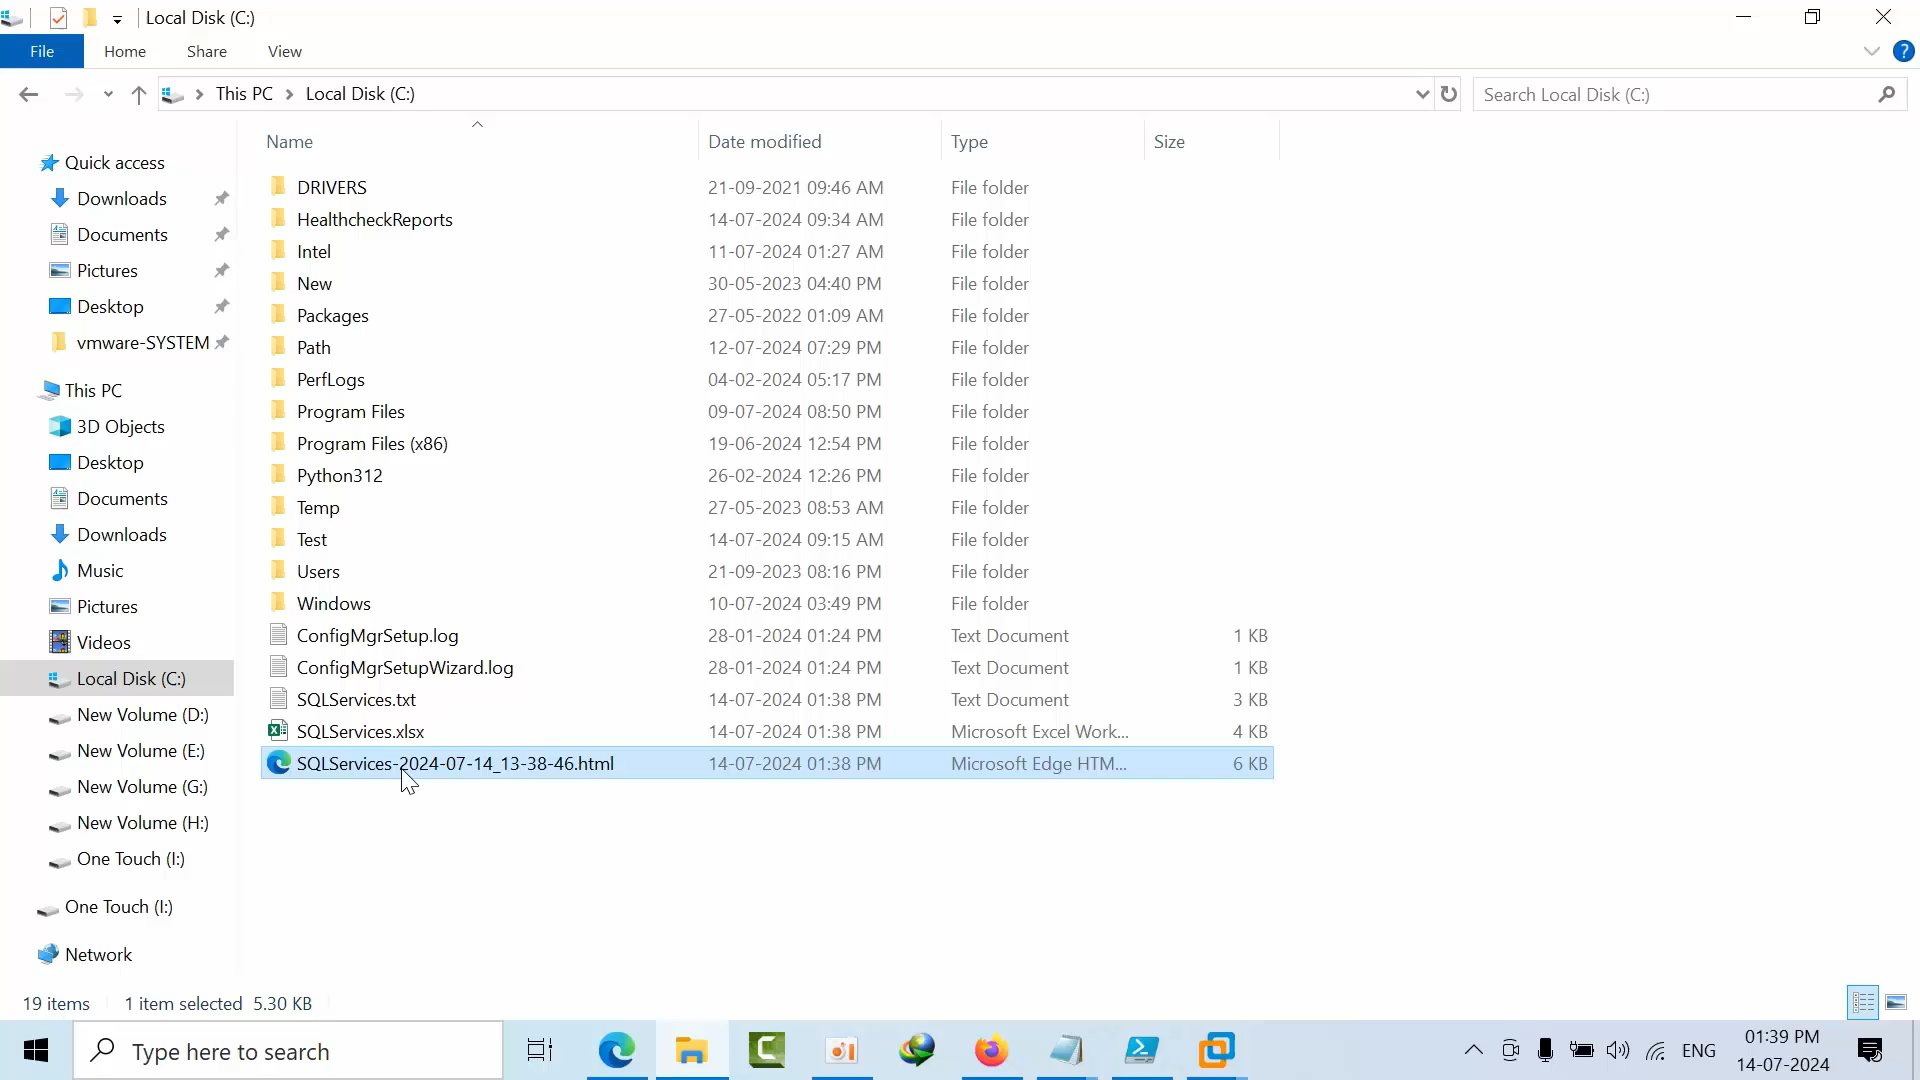 Local Disk (C:)
File Home Share View
This PC Local Disk (C:) Search Local Disk (C:)
Name Date modified Type Size
Quick access
Downloads
Documents
Pictures
Desktop
vmware-SYSTEM
This PC
3D Objects
Desktop
Documents
Downloads
Music
Pictures
Videos
Local Disk (C:)
New Volume (D:)
New Volume (E:)
New Volume (G:)
New Volume (H:)
One Touch (I:)
One Touch (I:)
Network
DRIVERS 21-09-2021 09:46 AM File folder
HealthcheckReports 14-07-2024 09:34 AM File folder
Intel 11-07-2024 01:27 AM File folder
New 30-05-2023 04:40 PM File folder
Packages 27-05-2022 01:09 AM File folder
Path 12-07-2024 07:29 PM File folder
PerfLogs 04-02-2024 05:17 PM File folder
Program Files 09-07-2024 08:50 PM File folder
Program Files (x86) 19-06-2024 12:54 PM File folder
Python312 26-02-2024 12:26 PM File folder
Temp 27-05-2023 08:53 AM File folder
Test 14-07-2024 09:15 AM File folder
Users 21-09-2023 08:16 PM File folder
Windows 10-07-2024 03:49 PM File folder
ConfigMgrSetup.log 28-01-2024 01:24 PM Text Document 1 KB
ConfigMgrSetupWizard.log 28-01-2024 01:24 PM Text Document 1 KB
SQLServices.txt 14-07-2024 01:38 PM Text Document 3 KB
SQLServices.xlsx 14-07-2024 01:38 PM Microsoft Excel Work... 4 KB
SQLServices-2024-07-14_13-38-46.html 14-07-2024 01:38 PM Microsoft Edge HTM... 6 KB
19 items 1 item selected 5.30 KB
Type here to search
ENG
01:39 PM
14-07-2024